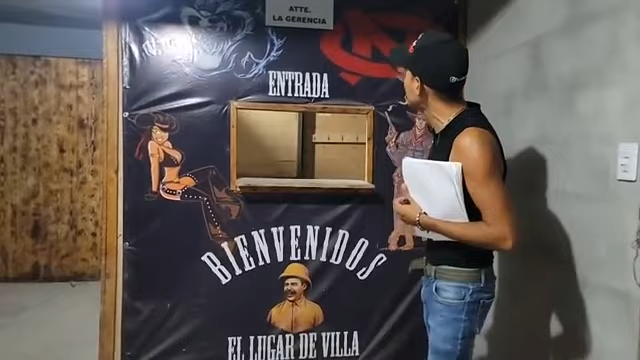 ATTE.
LA GERENCIA
ENTRADA
BIENVENIDOS
EL LUGAR DE VILLA